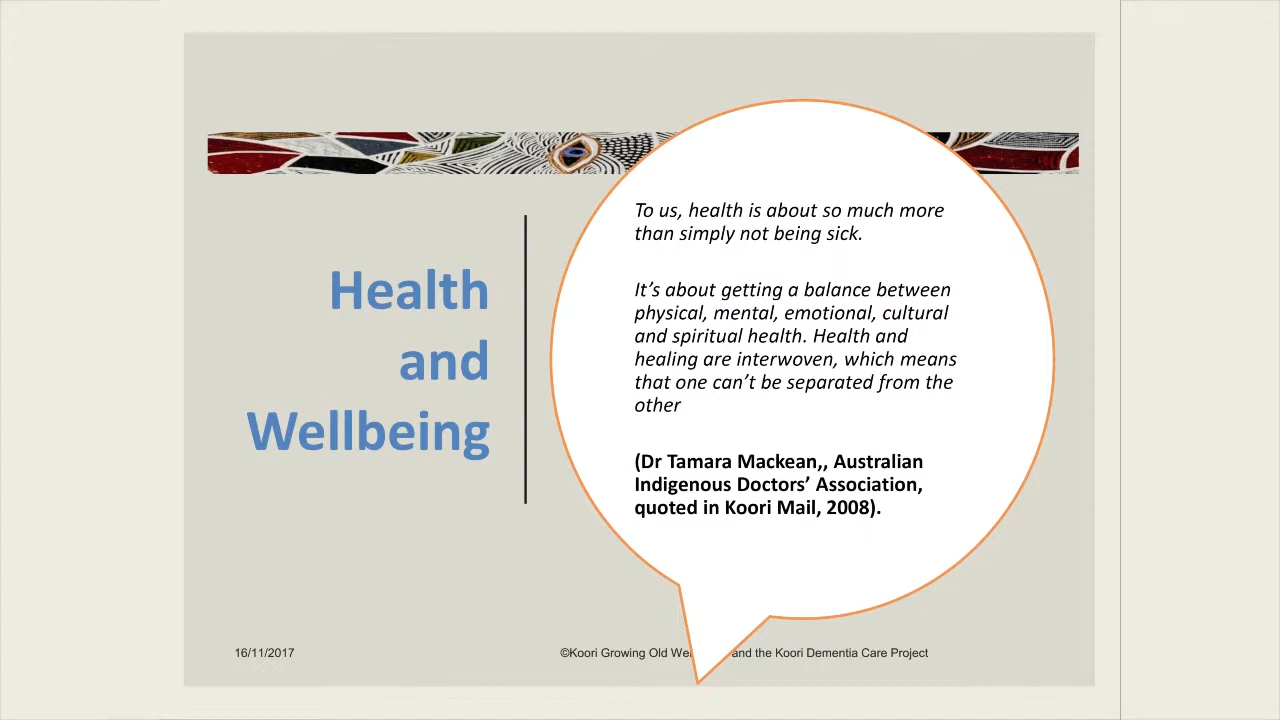 Health
and
Wellbeing
To us, health is about so much more
than simply not being sick.
It’s about getting a balance between
physical, mental, emotional, cultural
and spiritual health. Health and
healing are interwoven, which means
that one can’t be separated from the
other
(Dr Tamara Mackean,, Australian
Indigenous Doctors’ Association,
quoted in Koori Mail, 2008).
16/11/2017
©Koori Growing Old and the Koori Dementia Care Project